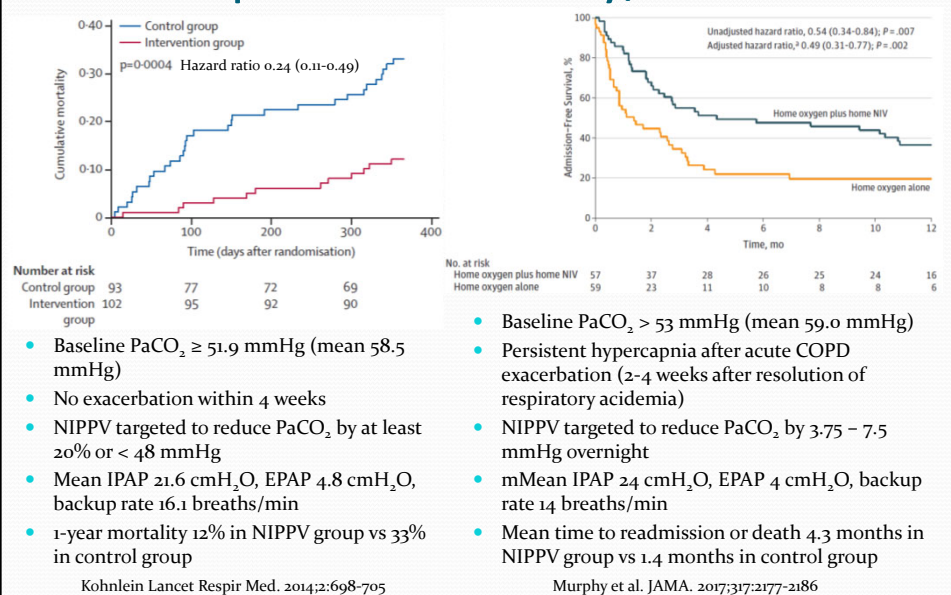 0·40
Control group
Intervention group
p=0·0004 Hazard ratio 0.24 (0.11-0.49)
0·30
0·20
0·10
0
Cumulative mortality
0 100 200 300 400
Time (days after randomisation)
Number at risk
Control group 93 77 72 69
Intervention 102 95 92 90
group
• Baseline PaCO₂ ≥ 51.9 mmHg (mean 58.5
mmHg)
• No exacerbation within 4 weeks
• NIPPV targeted to reduce PaCO₂ by at least
20% or < 48 mmHg
• Mean IPAP 21.6 cmH₂O, EPAP 4.8 cmH₂O,
backup rate 16.1 breaths/min
• 1-year mortality 12% in NIPPV group vs 33%
in control group
Kohnlein Lancet Respir Med. 2014;2:698-705
100
80
60
40
20
0
Admission-Free Survival, %
Unadjusted hazard ratio, 0.54 (0.34-0.84); P = .007
Adjusted hazard ratio,ᵃ 0.49 (0.31-0.77); P = .002
Home oxygen plus home NIV
Home oxygen alone
0 2 4 6 8 10 12
Time, mo
No. at risk
Home oxygen plus home NIV 57 37 28 26 25 24 16
Home oxygen alone 59 23 11 10 8 8 6
• Baseline PaCO₂ > 53 mmHg (mean 59.0 mmHg)
• Persistent hypercapnia after acute COPD
exacerbation (2-4 weeks after resolution of
respiratory acidemia)
• NIPPV targeted to reduce PaCO₂ by 3.75 – 7.5
mmHg overnight
• mMean IPAP 24 cmH₂O, EPAP 4 cmH₂O, backup
rate 14 breaths/min
• Mean time to readmission or death 4.3 months in
NIPPV group vs 1.4 months in control group
Murphy et al. JAMA. 2017;317:2177-2186